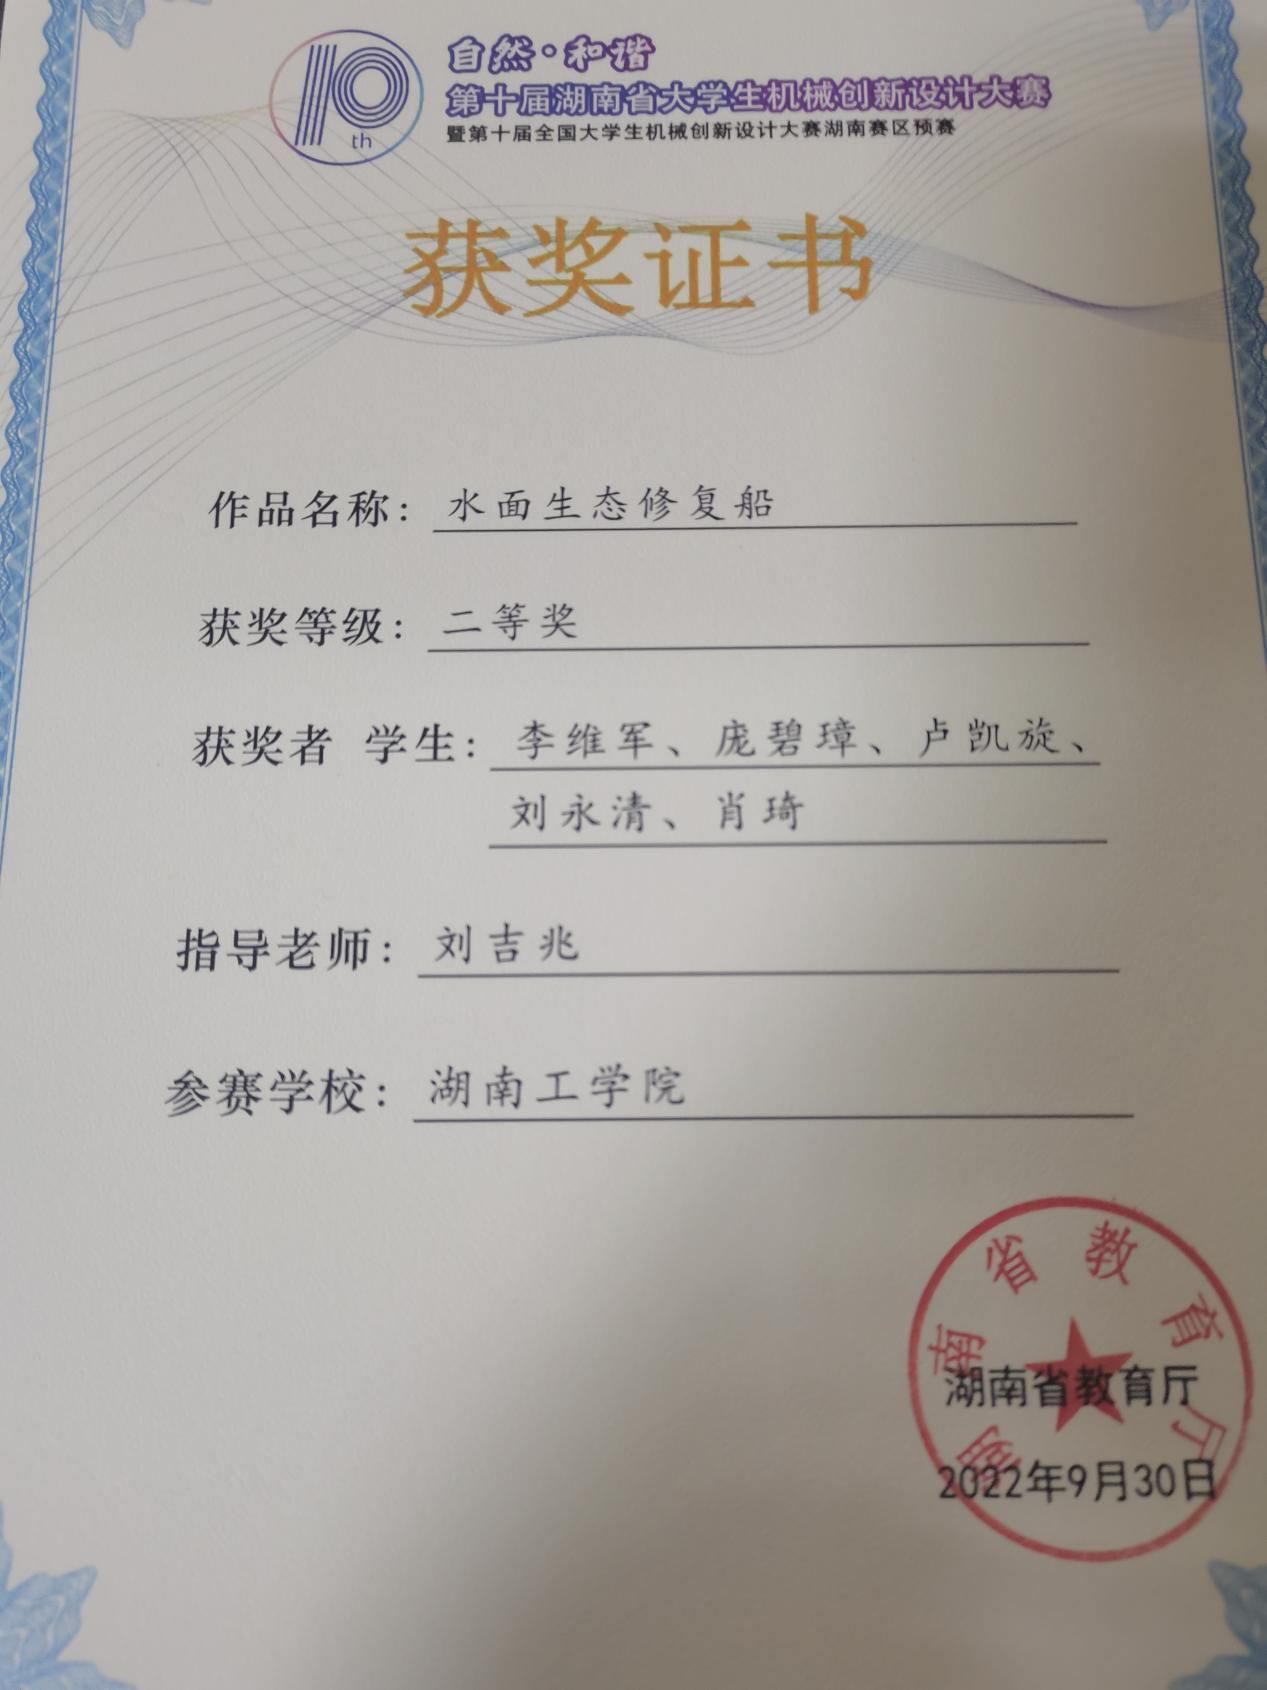 10
th
自然·和谐
第十届湖南省大学生机械创新设计大赛
暨第十届全国大学生机械创新设计大赛湖南赛区预赛
获奖证书
作品名称：水面生态修复船
获奖等级：二等奖
获奖者 学生：李维军、庞碧璋、卢凯旋、
刘永清、肖琦
指导老师：刘吉兆
参赛学校：湖南工学院
湖南省教育厅
湖南省教育厅
2022年9月30日